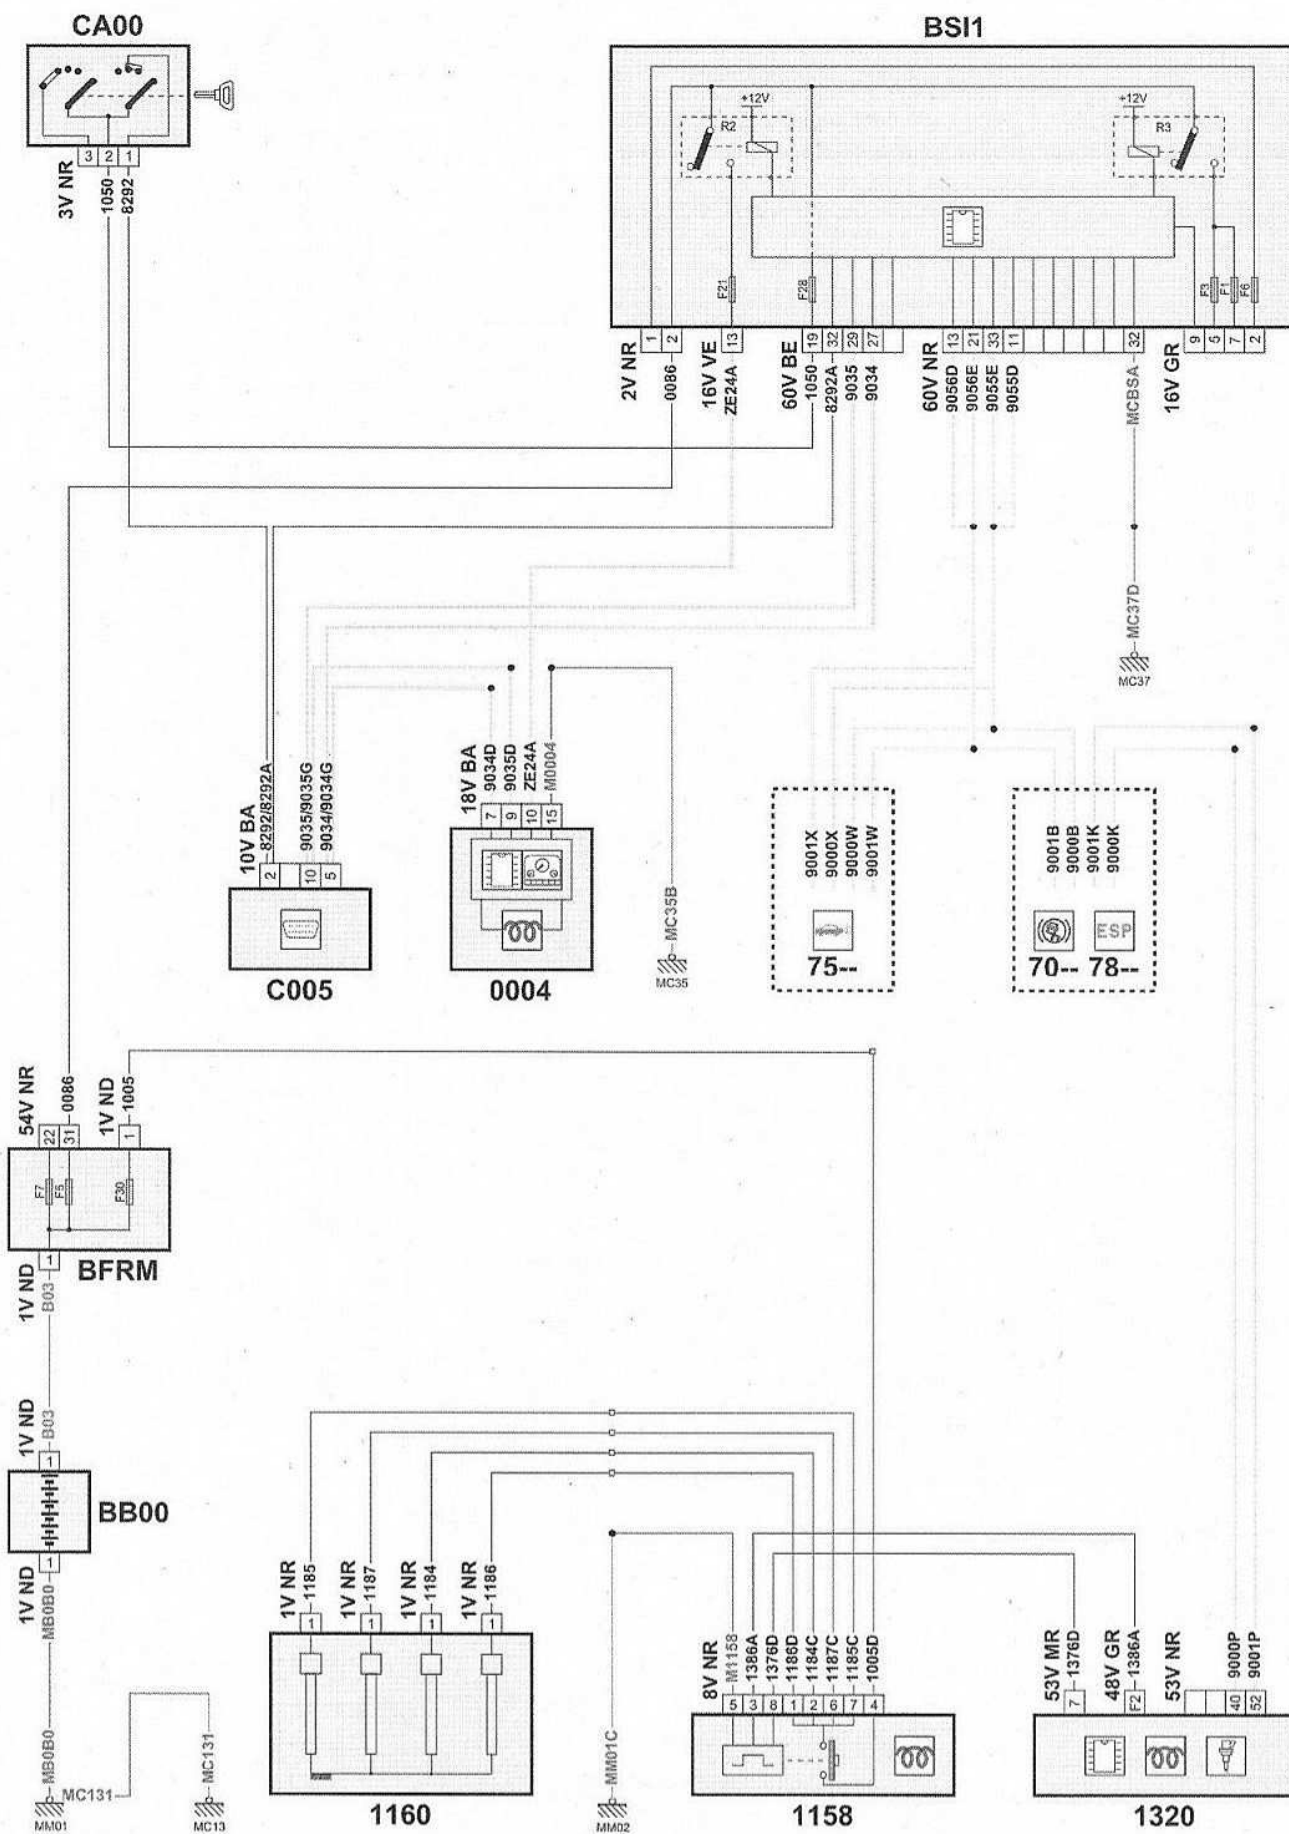 CA00
BSI1
+12V
R2
+12V
R3
3 2 1
3V NR
1050
8292
F21
F28
F3
F1
F6
1 2
13
19 32 29 27
13 21 33 11
32
9 5 7 2
2V NR
0086
16V VE
ZE24A
60V BE
1050
8292A
9035
9034
60V NR
9056D
9056E
9055E
9055D
MCBSA
16V GR
MC37D
MC37
10V BA
8292/8292A
9035/9035G
9034/9034G
18V BA
9034D
9035D
ZE24A
M0004
7 9 10 15
2 10 5
MC35B
MC35
9001X
9000X
9000W
9001W
9001B
9000B
9001K
9000K
ESP
75--
70-- 78--
C005
0004
54V NR
0086
1V ND
1005
22 31 1
F7
F5
F30
1
BFRM
1V ND
B03
1V ND
B03
1
BB00
1
1V ND
MB0B0
MB0B0
MC131
MC131
MM01
MC13
1V NR
1185
1V NR
1187
1V NR
1184
1V NR
1186
1 1 1 1
1160
MM01C
MM02
8V NR
M1158
1386A
1376D
1186D
1184C
1187C
1185C
1005D
5 3 8 1 2 6 7 4
1158
53V MR
1376D
48V GR
1386A
53V NR
9000P
9001P
7 F2 40 52
1320